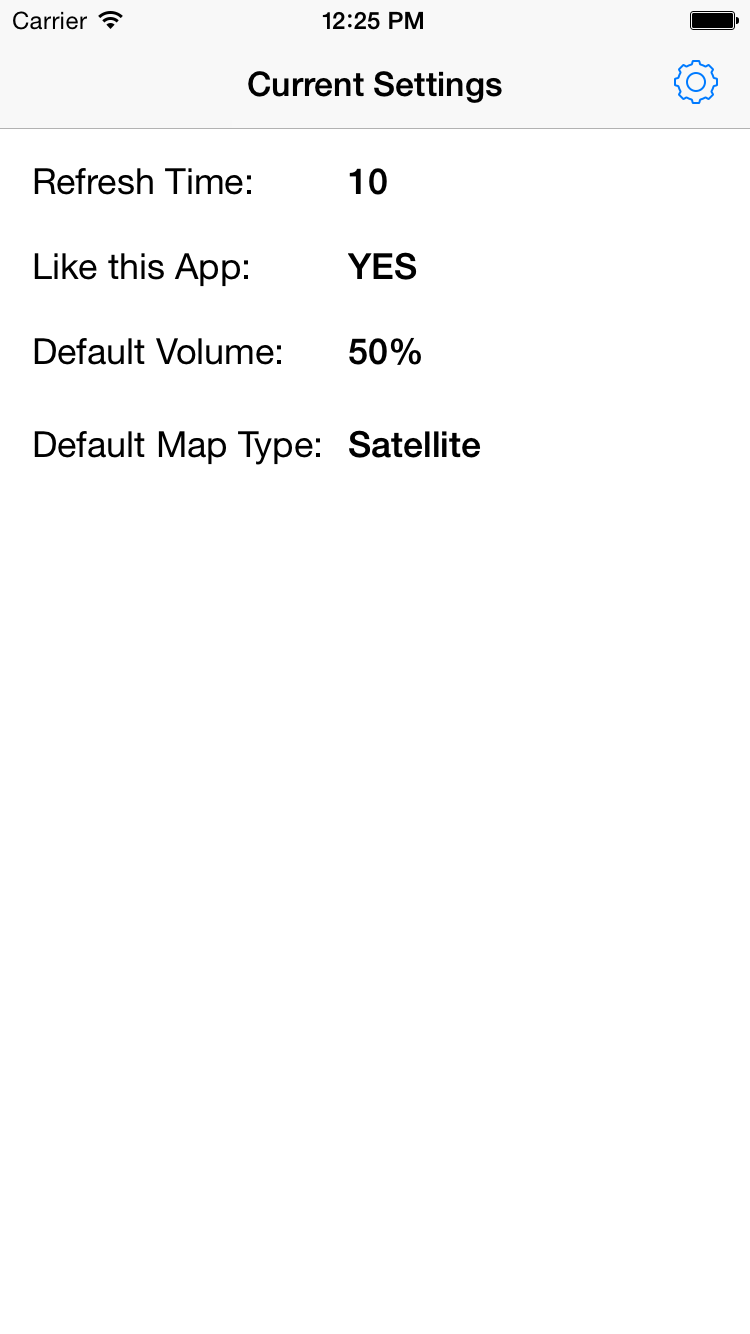 Carrier 12:25 PM
Current Settings
Refresh Time: 10
Like this App: YES
Default Volume: 50%
Default Map Type: Satellite